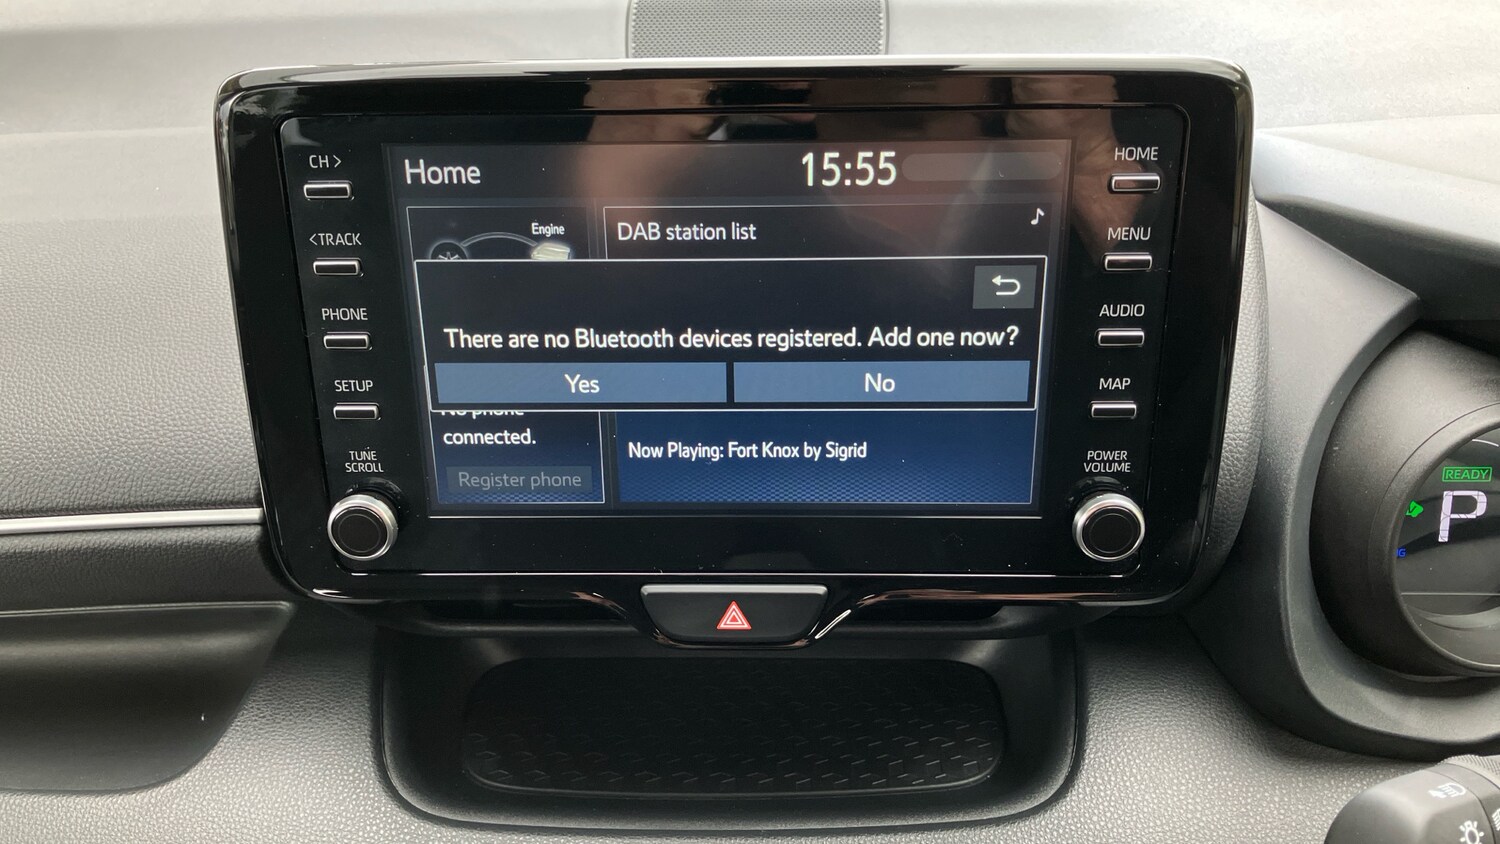 CH >
<TRACK
PHONE
SETUP
TUNE
SCROLL
Home
15:55
Engine
DAB station list
There are no Bluetooth devices registered. Add one now?
Yes
No
No phone
connected.
Register phone
Now Playing: Fort Knox by Sigrid
HOME
MENU
AUDIO
MAP
POWER
VOLUME
READY
P